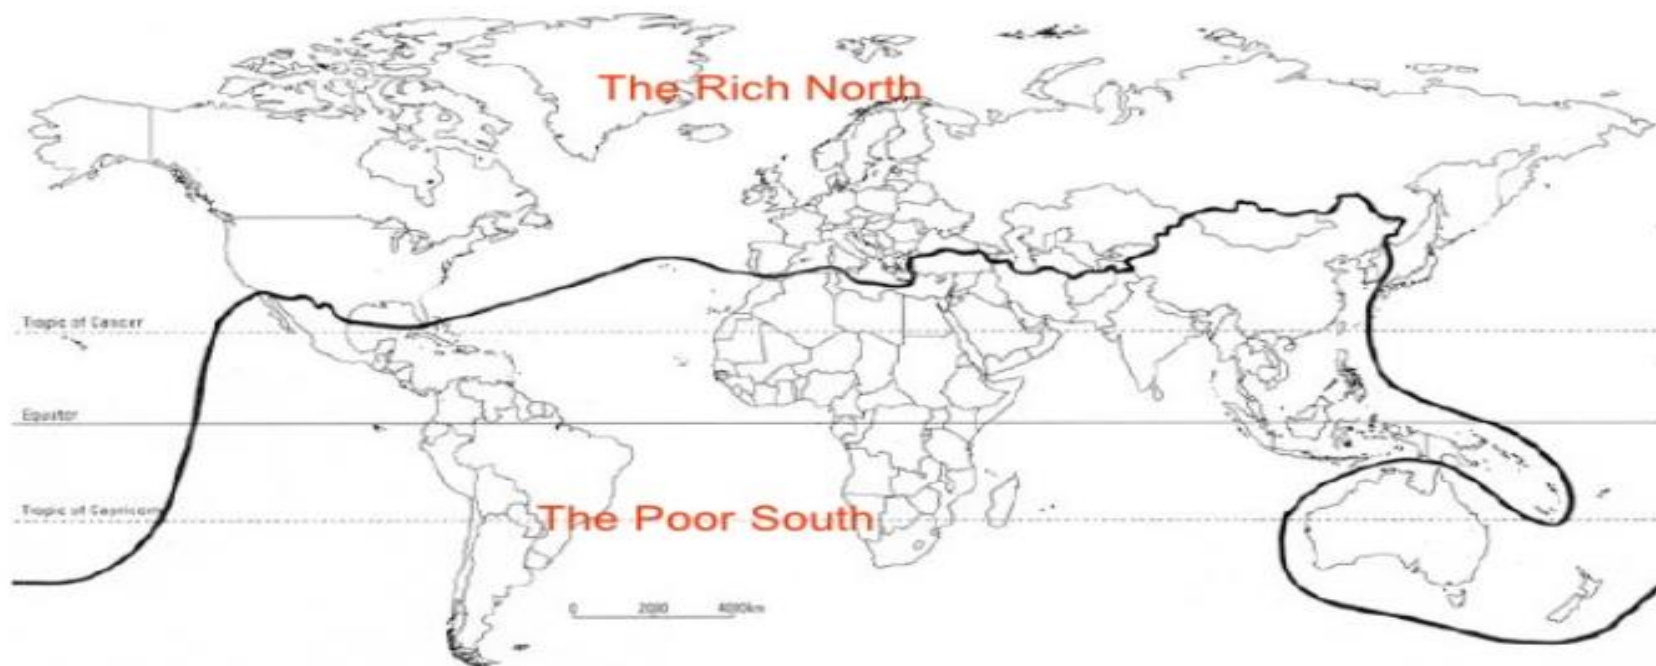 The Rich North
Tropic of Cancer
Equator
Tropic of Capricorn
The Poor South
0 2000 4000km